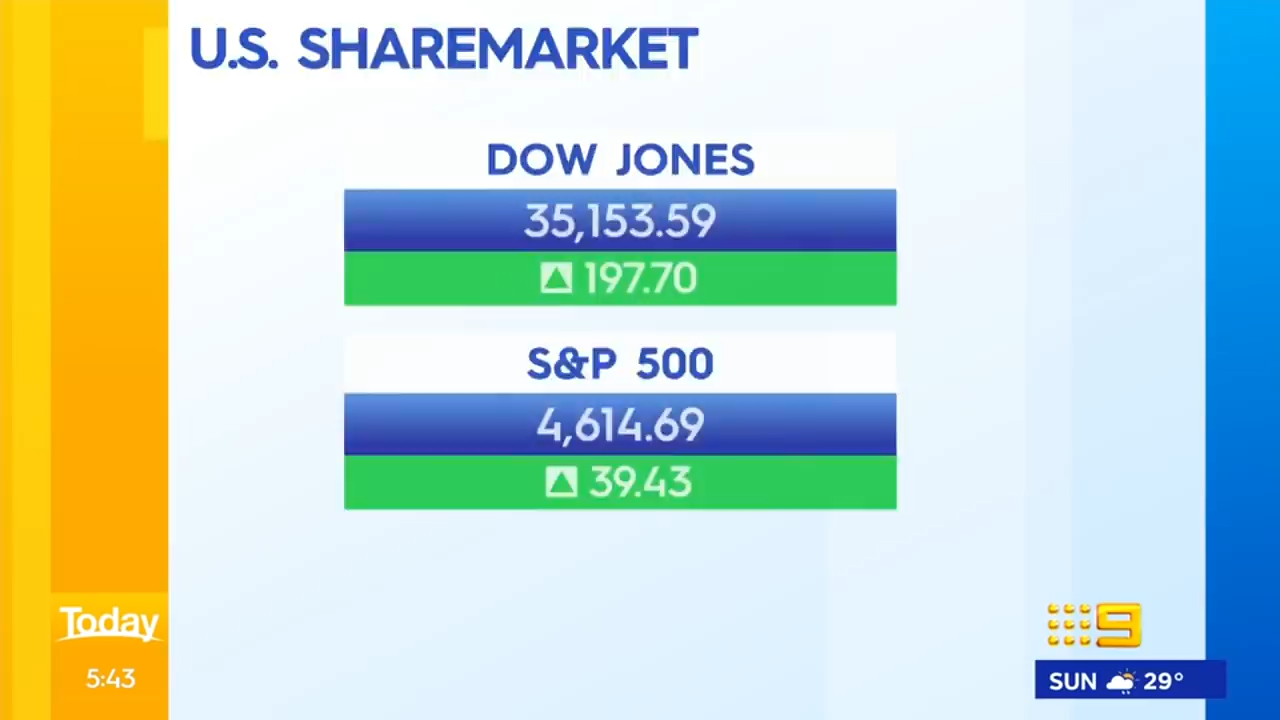 U.S. SHAREMARKET
DOW JONES
35,153.59
197.70
S&P 500
4,614.69
39.43
Today
5:43
9
SUN 29°